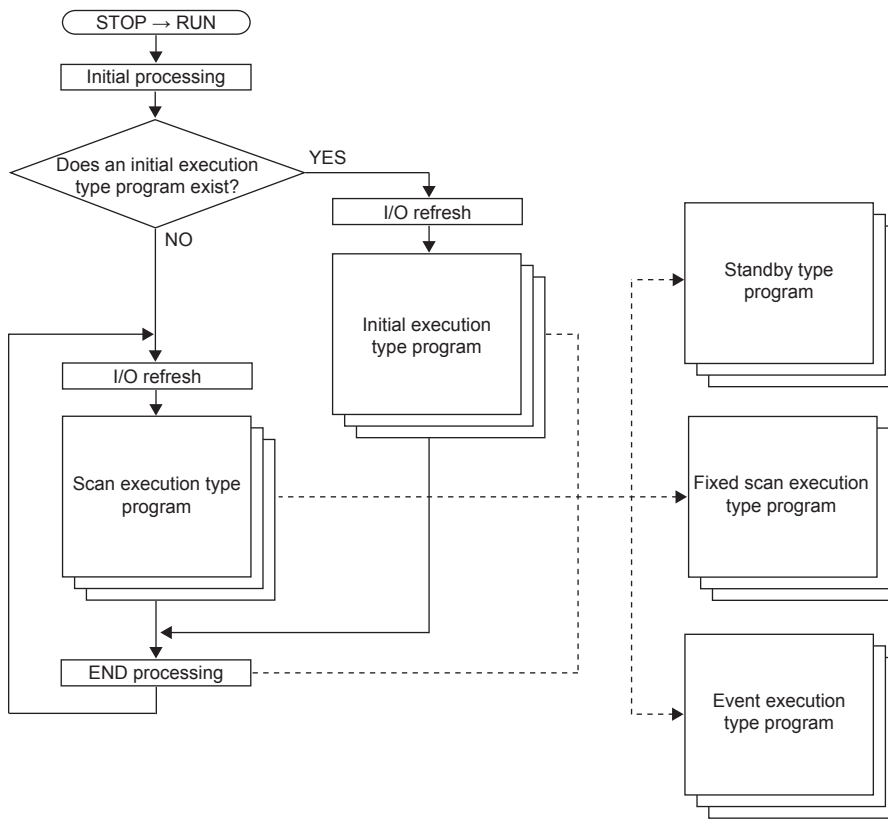 STOP → RUN
Initial processing
Does an initial execution
type program exist?
YES
NO
I/O refresh
Initial execution
type program
I/O refresh
Scan execution type
program
END processing
Standby type
program
Fixed scan execution
type program
Event execution
type program